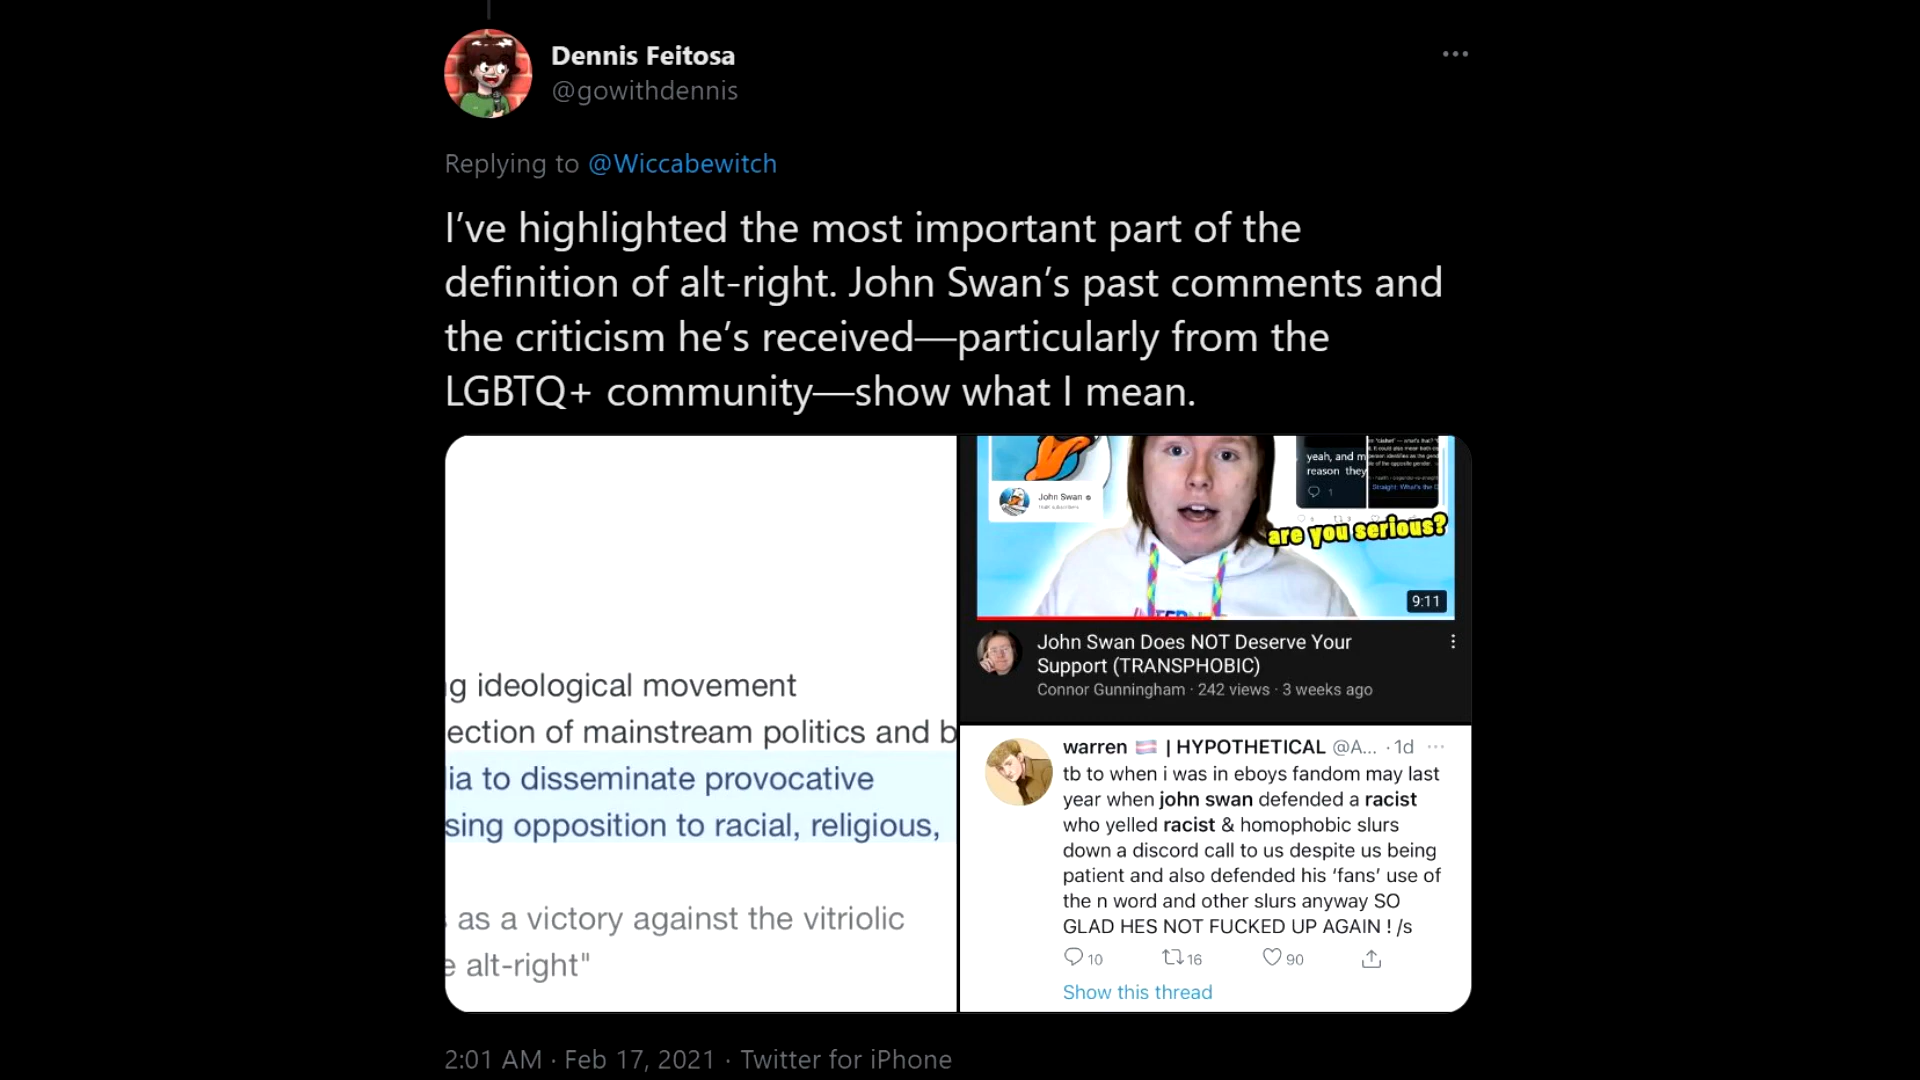 Dennis Feitosa
@gowithdennis
Replying to @Wiccabewitch
I’ve highlighted the most important part of the
definition of alt-right. John Swan’s past comments and
the criticism he’s received—particularly from the
LGBTQ+ community—show what I mean.
g ideological movement
ection of mainstream politics and b
ia to disseminate provocative
sing opposition to racial, religious,
as a victory against the vitriolic
e alt-right"
John Swan
yeah, and m
reason they
1
are you serious?
9:11
John Swan Does NOT Deserve Your
Support (TRANSPHOBIC)
Connor Gunningham · 242 views · 3 weeks ago
warren | HYPOTHETICAL @A... · 1d
tb to when i was in eboys fandom may last
year when john swan defended a racist
who yelled racist & homophobic slurs
down a discord call to us despite us being
patient and also defended his ‘fans’ use of
the n word and other slurs anyway SO
GLAD HES NOT FUCKED UP AGAIN ! /s
10 16 90
Show this thread
2:01 AM · Feb 17, 2021 · Twitter for iPhone